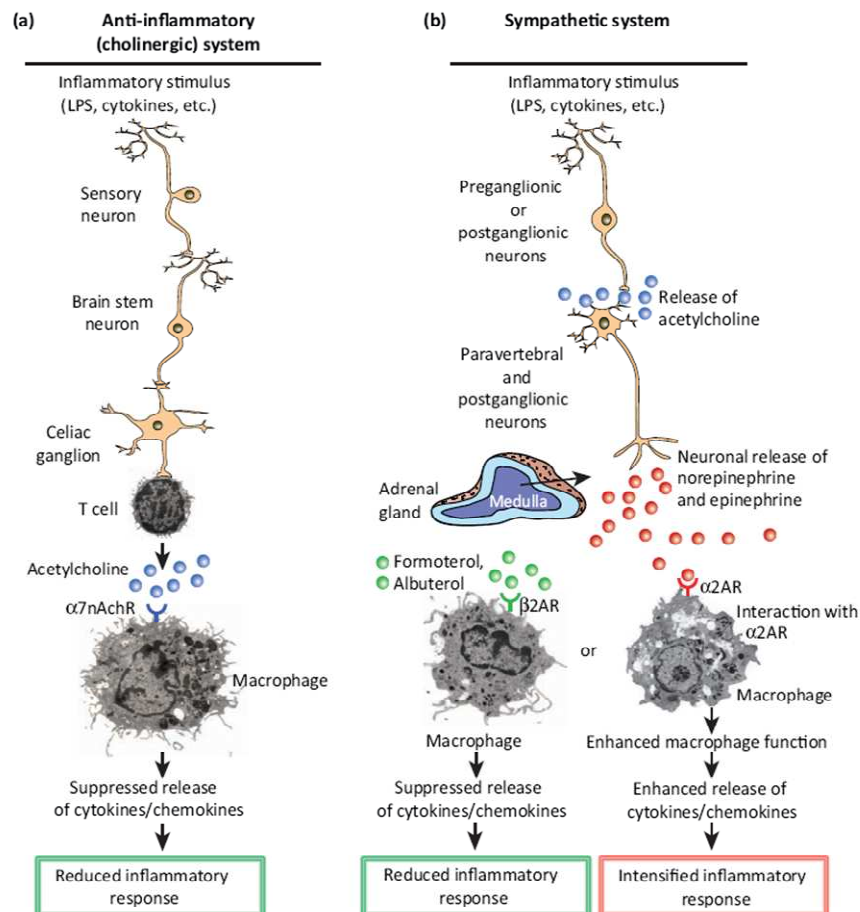 (a)
Anti-inflammatory
(cholinergic) system
Inflammatory stimulus
(LPS, cytokines, etc.)
Sensory
neuron
Brain stem
neuron
Celiac
ganglion
T cell
Acetylcholine
α7nAchR
Macrophage
Suppressed release
of cytokines/chemokines
Reduced inflammatory
response
(b)
Sympathetic system
Inflammatory stimulus
(LPS, cytokines, etc.)
Preganglionic
or
postganglionic
neurons
Release of
acetylcholine
Paravertebral
and
postganglionic
neurons
Neuronal release of
norepinephrine
and epinephrine
Adrenal
gland
Medulla
Formoterol,
Albuterol
β2AR
α2AR
Interaction with
α2AR
or
Macrophage
Macrophage
Enhanced macrophage function
Suppressed release
of cytokines/chemokines
Enhanced release of
cytokines/chemokines
Reduced inflammatory
response
Intensified inflammatory
response